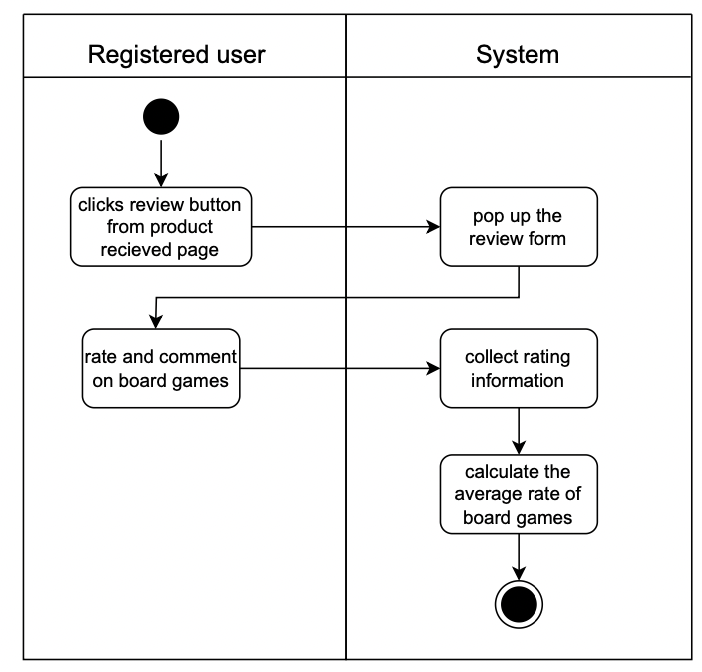 Registered user
System
clicks review button
from product
recieved page
pop up the
review form
rate and comment
on board games
collect rating
information
calculate the
average rate of
board games